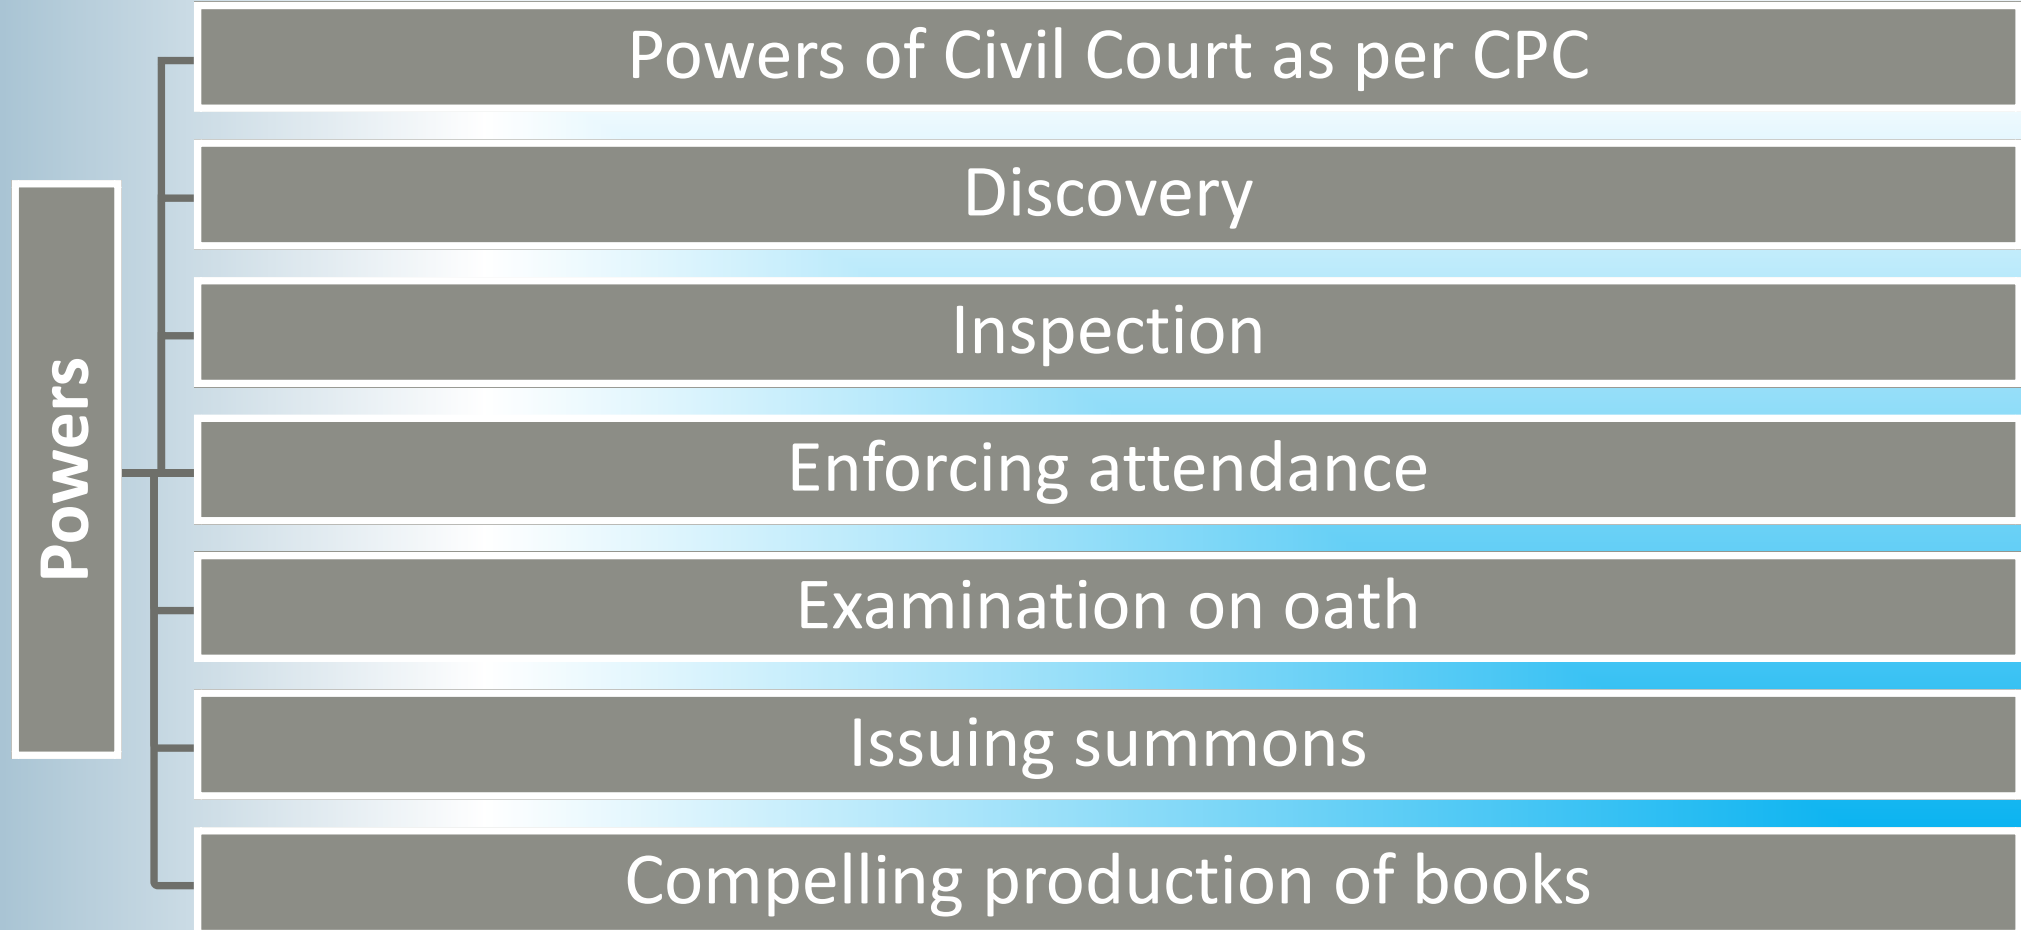 Powers
Powers of Civil Court as per CPC
Discovery
Inspection
Enforcing attendance
Examination on oath
Issuing summons
Compelling production of books